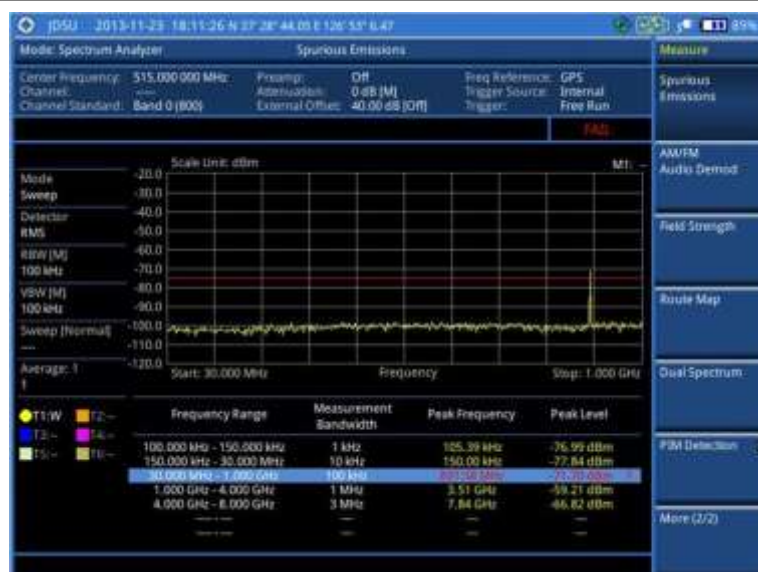 JDSU 2013-11-23 18:11:26 N 37° 28" 44.05 E 126° 53" 6.47 89%
Mode: Spectrum Analyzer Spurious Emissions
Measure
Center Frequency: 515.000 000 MHz Preamp: Off Freq Reference: GPS
Channel: ---- Attenuation: 0 dB [M] Trigger Source: Internal
Channel Standard: Band 0 (800) External Offset: 40.00 dB [Off] Trigger: Free Run
FAIL
Spurious Emissions
AM/FM Audio Demod
Field Strength
Route Map
Dual Spectrum
PIM Detection
More (2/2)
Mode
Sweep
Detector
RMS
RBW [M]
100 kHz
VBW [M]
100 kHz
Sweep [Normal]
----
Average: 1
1
Scale Unit: dBm M1: --
-20.0
-30.0
-40.0
-50.0
-60.0
-70.0
-80.0
-90.0
-100.0
-110.0
-120.0
Start: 30.000 MHz Frequency Stop: 1.000 GHz
T1:W T2:--
T3:-- T4:--
T5:-- T6:--
Frequency Range Measurement Bandwidth Peak Frequency Peak Level
100.000 kHz - 150.000 kHz 1 kHz 105.39 kHz -76.99 dBm
150.000 kHz - 30.000 MHz 10 kHz 150.00 kHz -77.84 dBm
30.000 MHz - 1.000 GHz 100 kHz
1.000 GHz - 4.000 GHz 1 MHz 3.51 GHz -59.21 dBm
4.000 GHz - 8.000 GHz 3 MHz 7.84 GHz -66.82 dBm
---- - ---- -- -- --
---- - ---- -- -- --